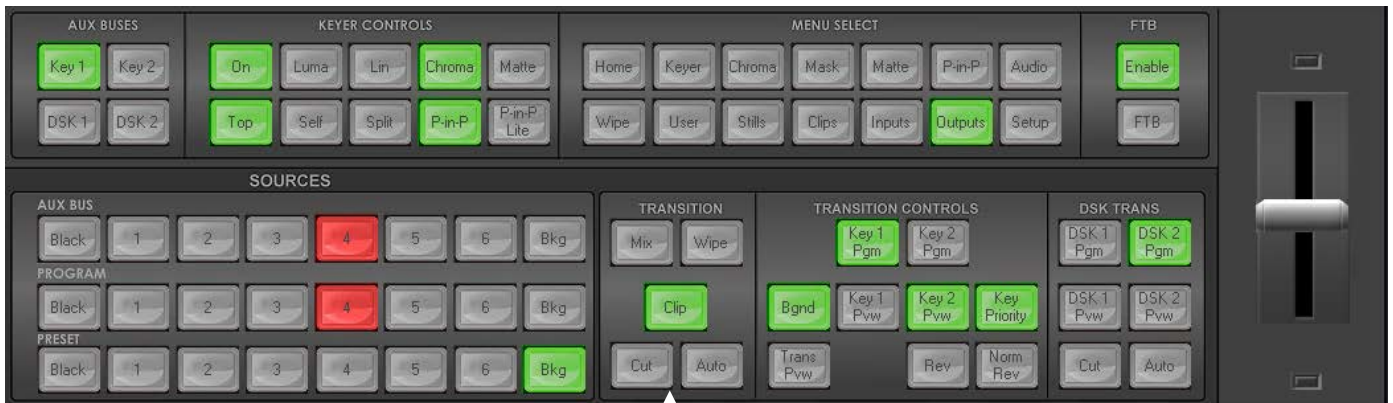 AUX BUSES
KEYER CONTROLS
MENU SELECT
FTB
Key 1
Key 2
On
Luma
Lin
Chroma
Matte
Home
Keyer
Chroma
Mask
Matte
P-in-P
Audio
Enable
DSK 1
DSK 2
Top
Self
Split
P-in-P
P-in-P
Lite
Wipe
User
Stills
Clips
Inputs
Outputs
Setup
FTB
SOURCES
AUX BUS
Black
1
2
3
4
5
6
Bkg
PROGRAM
Black
1
2
3
4
5
6
Bkg
PRESET
Black
1
2
3
4
5
6
Bkg
TRANSITION
Mix
Wipe
Clip
Cut
Auto
TRANSITION CONTROLS
Key 1
Pgm
Key 2
Pgm
Bgnd
Key 1
Pvw
Key 2
Pvw
Key
Priority
Trans
Pvw
Rev
Norm
Rev
DSK TRANS
DSK 1
Pgm
DSK 2
Pgm
DSK 1
Pvw
DSK 2
Pvw
Cut
Auto